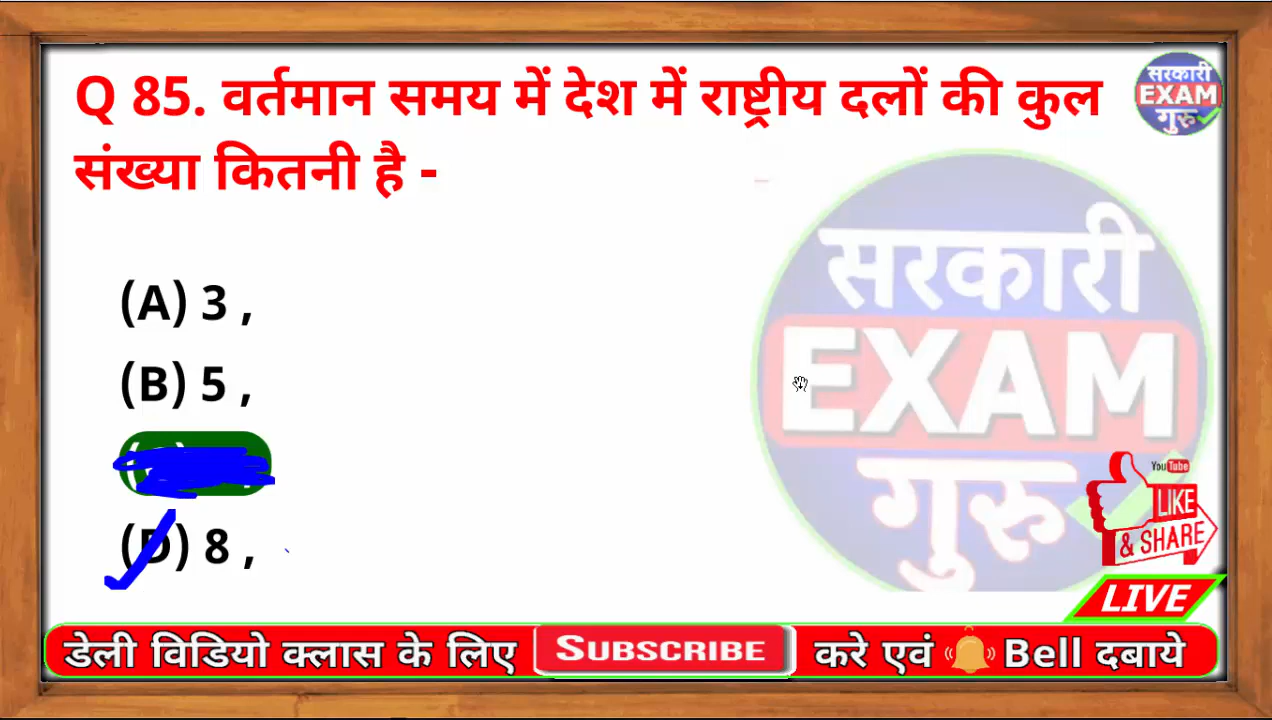 Q 85. वर्तमान समय में देश में राष्ट्रीय दलों की कुल
संख्या कितनी है -
सरकारी
EXAM
गुरु
(A) 3 ,
(B) 5 ,
(D) 8 ,
सरकारी
EXAM
गुरु
YouTube
LIKE
& SHARE
LIVE
डेली विडियो क्लास के लिए SUBSCRIBE करे एवं Bell दबाये